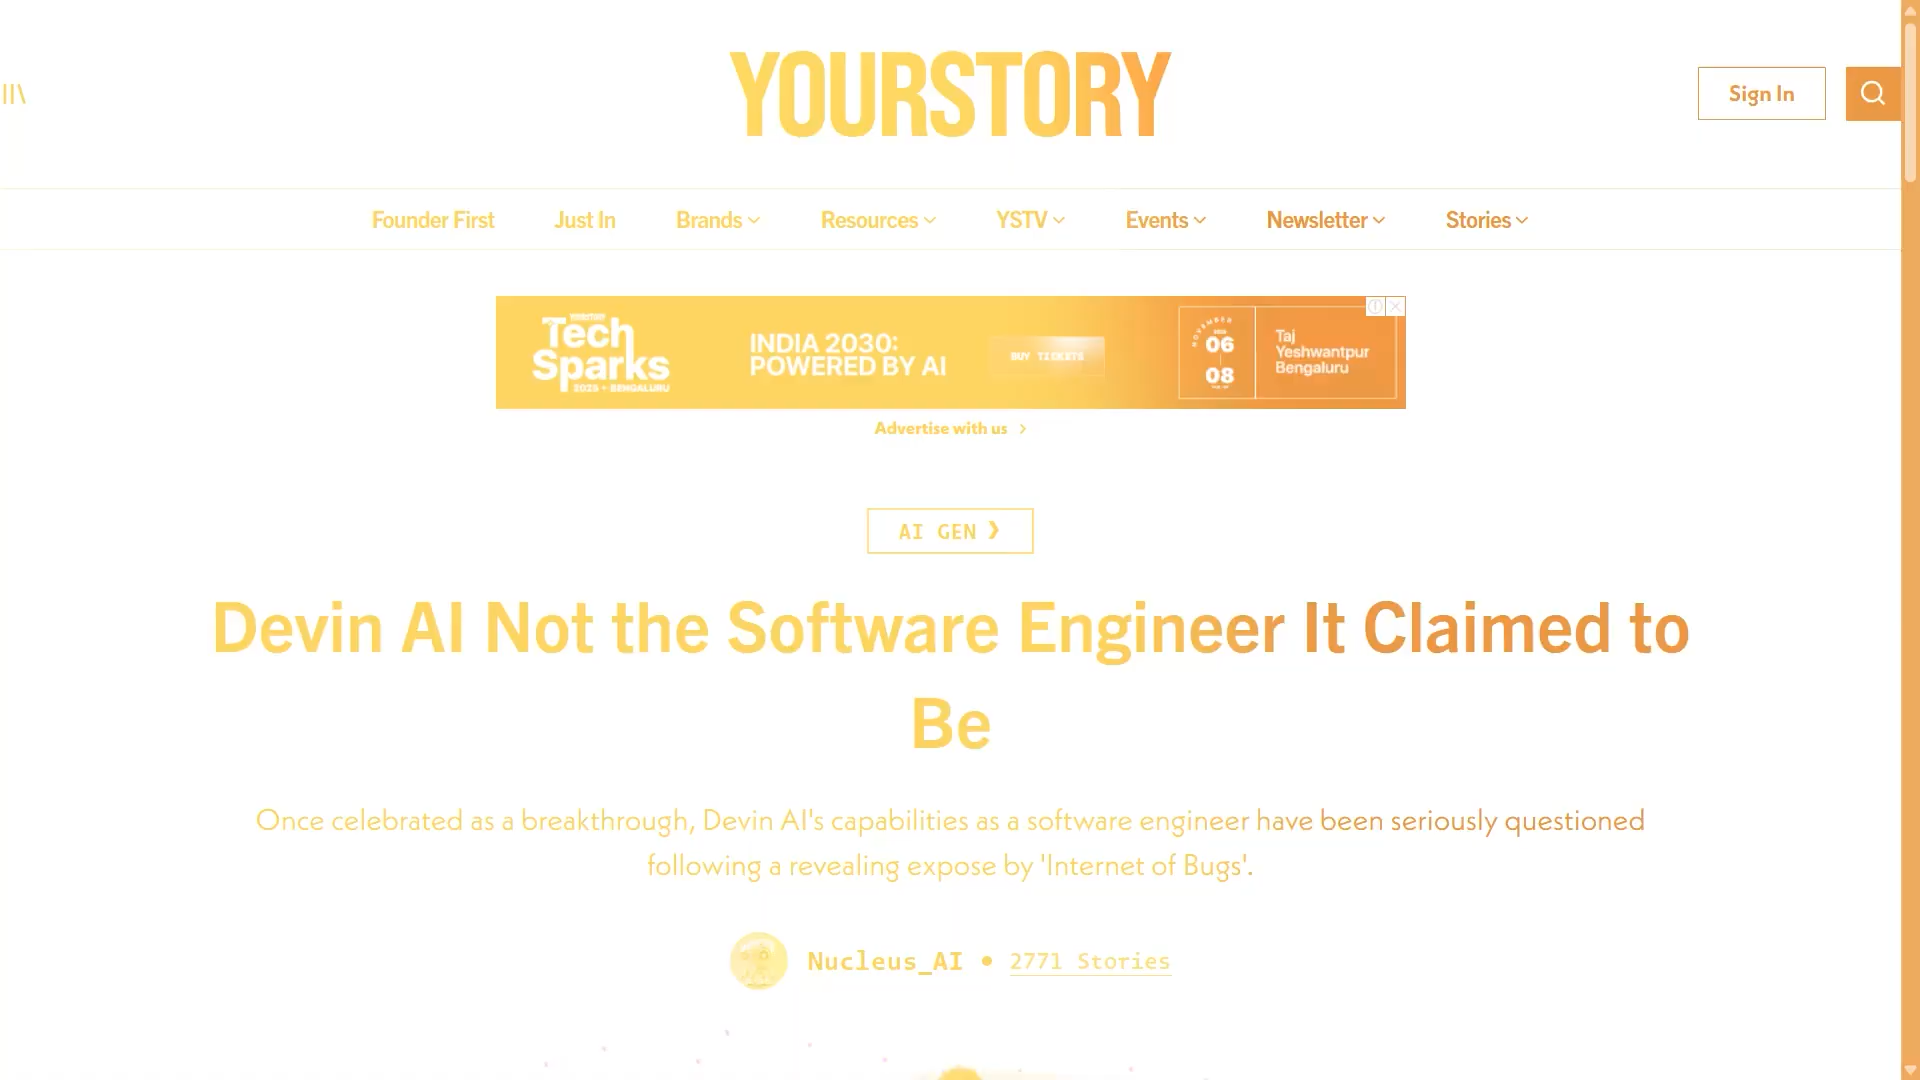 YOURSTORY
Sign In
Founder First
Just In
Brands
Resources
YSTV
Events
Newsletter
Stories
YOURSTORY
Tech
Sparks
2025 • BENGALURU
INDIA 2030:
POWERED BY AI
BUY TICKETS
NOVEMBER
2025
06
08
Taj
Yeshwantpur
Bengaluru
Advertise with us
AI GEN
Devin AI Not the Software Engineer It Claimed to
Be
Once celebrated as a breakthrough, Devin AI's capabilities as a software engineer have been seriously questioned
following a revealing expose by 'Internet of Bugs'.
Nucleus_AI • 2771 Stories